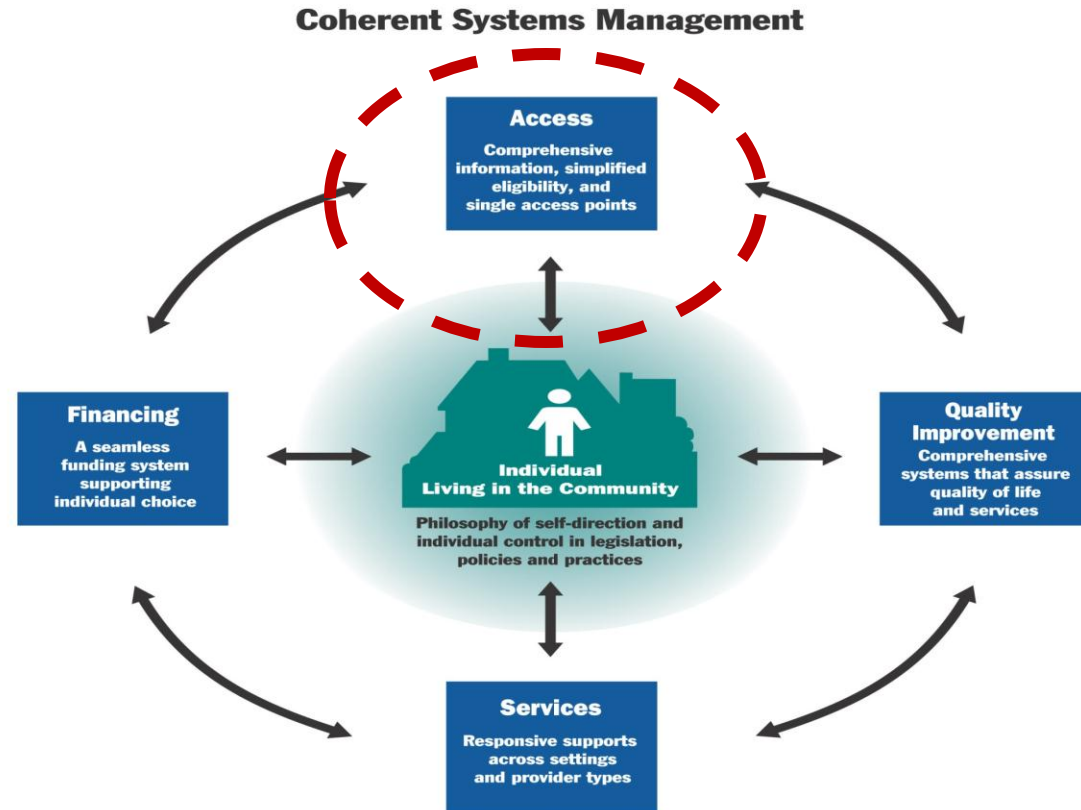 Coherent Systems Management
Access
Comprehensive
information, simplified
eligibility, and
single access points
Financing
A seamless
funding system
supporting
individual choice
Individual
Living in the Community
Philosophy of self-direction and
individual control in legislation,
policies and practices
Quality
Improvement
Comprehensive
systems that assure
quality of life
and services
Services
Responsive supports
across settings
and provider types